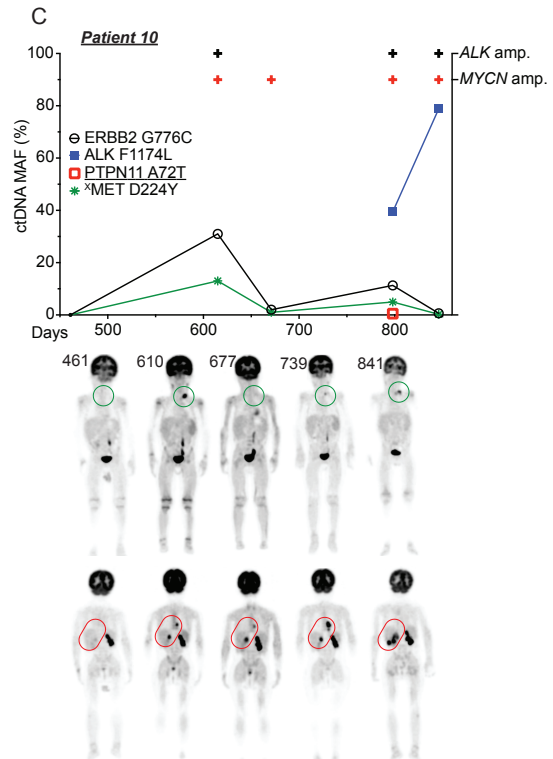 C
Patient 10
100
80
60
40
20
0
ctDNA MAF (%)
ALK amp.
MYCN amp.
ERBB2 G776C
ALK F1174L
PTPN11 A72T
xMET D224Y
Days 500 600 700 800
461 610 677 739 841